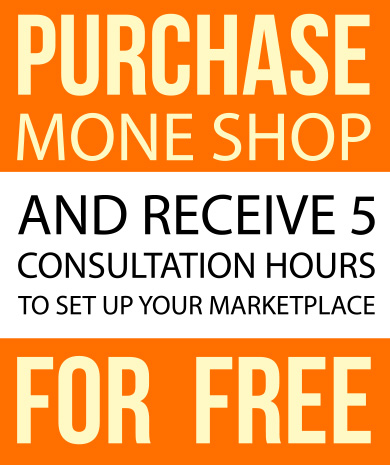 PURCHASE
MONE SHOP
AND RECEIVE 5
CONSULTATION HOURS
TO SET UP YOUR MARKETPLACE
FOR FREE